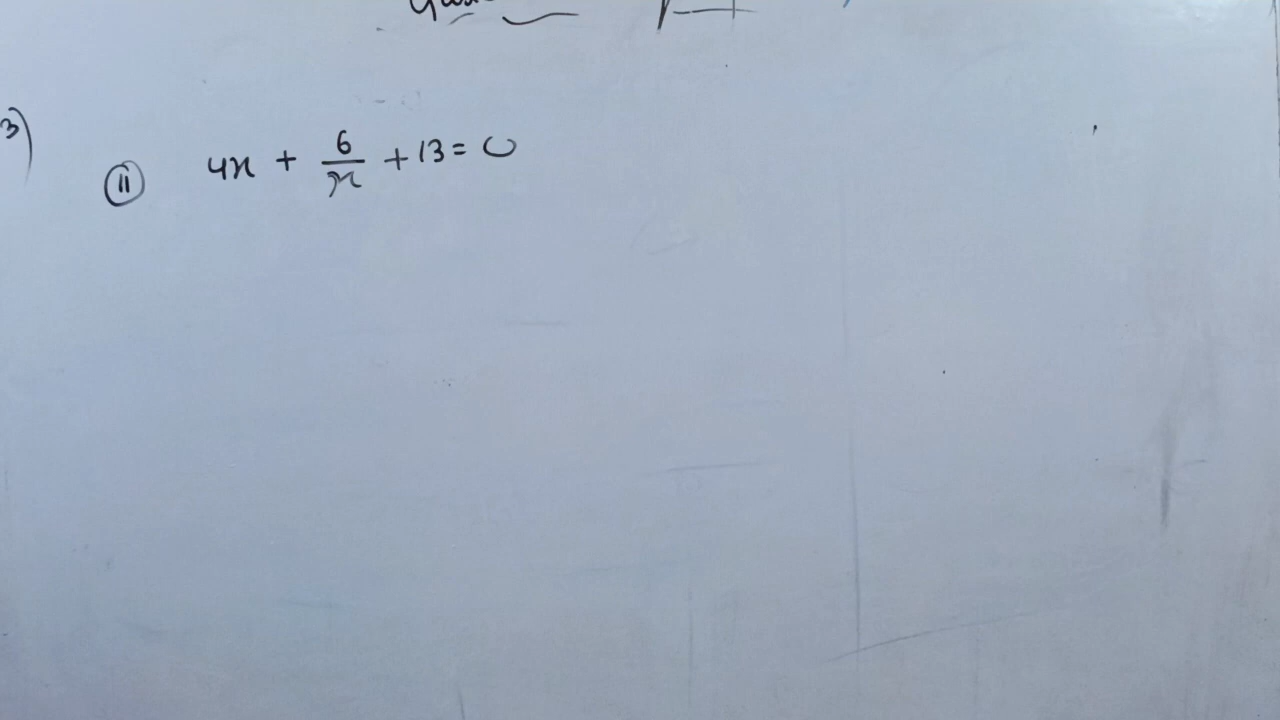 3)
(ii) 4x + 6/x + 13 = 0